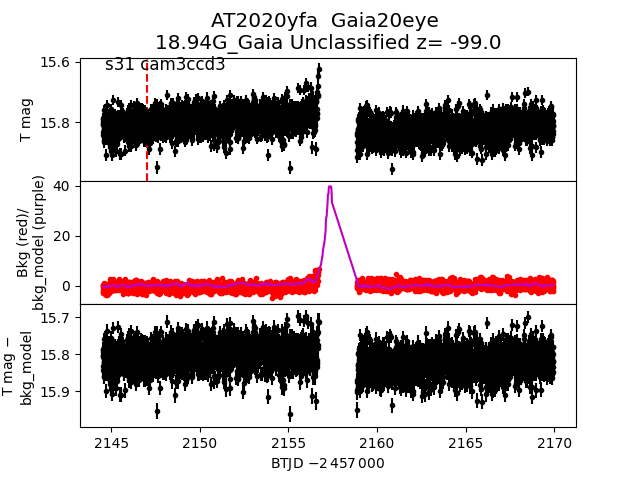 AT2020yfa  Gaia20eye
18.94G_Gaia Unclassified z= -99.0
s31 cam3ccd3
15.6
15.8
T mag
40
20
0
Bkg (red)/
bkg_model (purple)
15.7
15.8
15.9
T mag −
bkg_model
2145
2150
2155
2160
2165
2170
BTJD −2 457 000